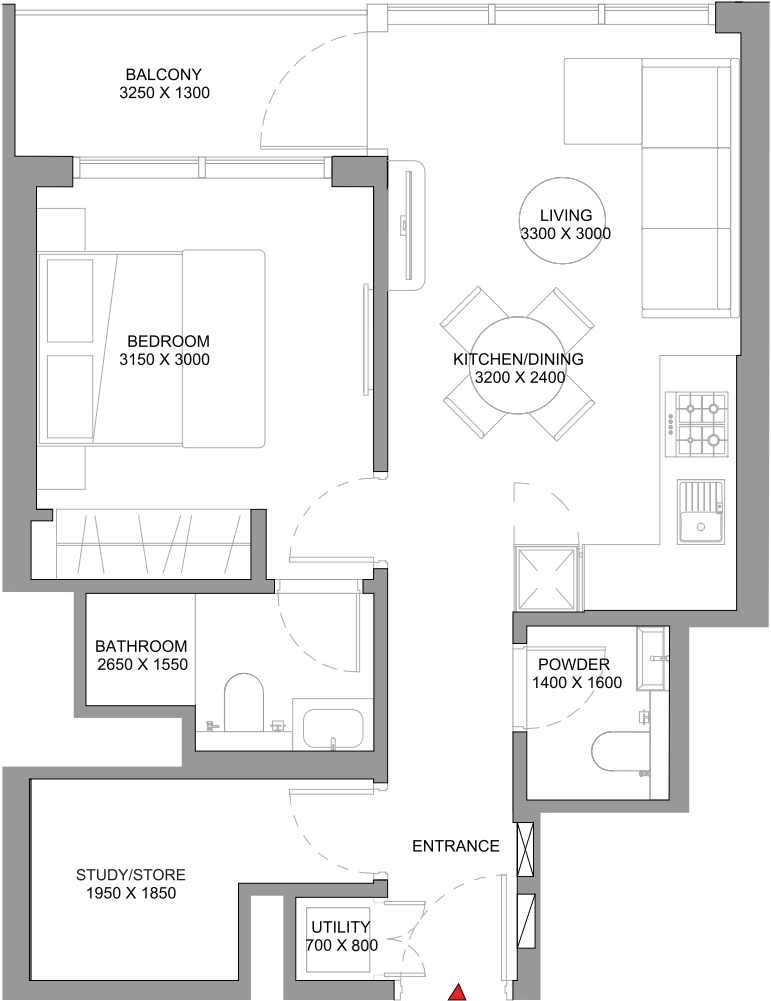 BALCONY
3250 X 1300
LIVING
3300 X 3000
BEDROOM
3150 X 3000
KITCHEN/DINING
3200 X 2400
BATHROOM
2650 X 1550
POWDER
1400 X 1600
ENTRANCE
STUDY/STORE
1950 X 1850
UTILITY
700 X 800